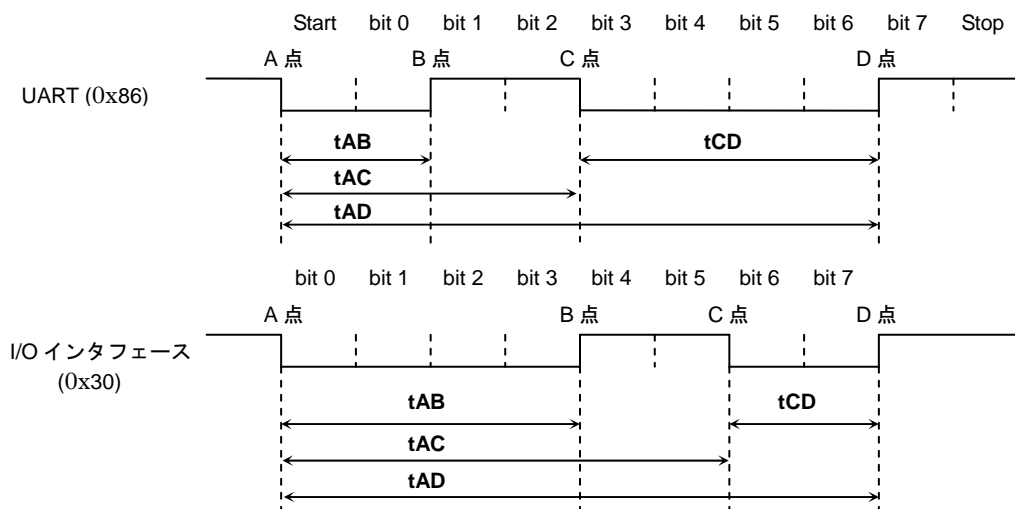 Start bit 0 bit 1 bit 2 bit 3 bit 4 bit 5 bit 6 bit 7 Stop
A 点 B 点 C 点 D 点
UART (0x86)
tAB tCD
tAC
tAD
bit 0 bit 1 bit 2 bit 3 bit 4 bit 5 bit 6 bit 7
A 点 B 点 C 点 D 点
I/O インタフェース
(0x30)
tAB tCD
tAC
tAD